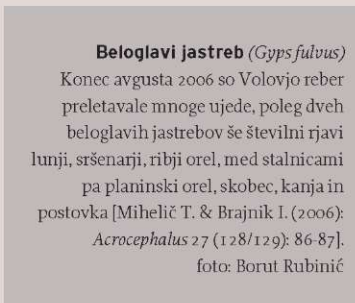 Beloglavi jastreb (Gyps fulvus)
Konec avgusta 2006 so Volovjo reber
preletavale mnoge ujede, poleg dveh
beloglavih jastrebov še številni rjavi
lunji, sršenarji, ribji orel, med stalnicami
pa planinski orel, skobec, kanja in
postovka [Mihelič T. & Brajnik I. (2006):
Acrocephalus 27 (128/129): 86-87].
foto: Borut Rubinić